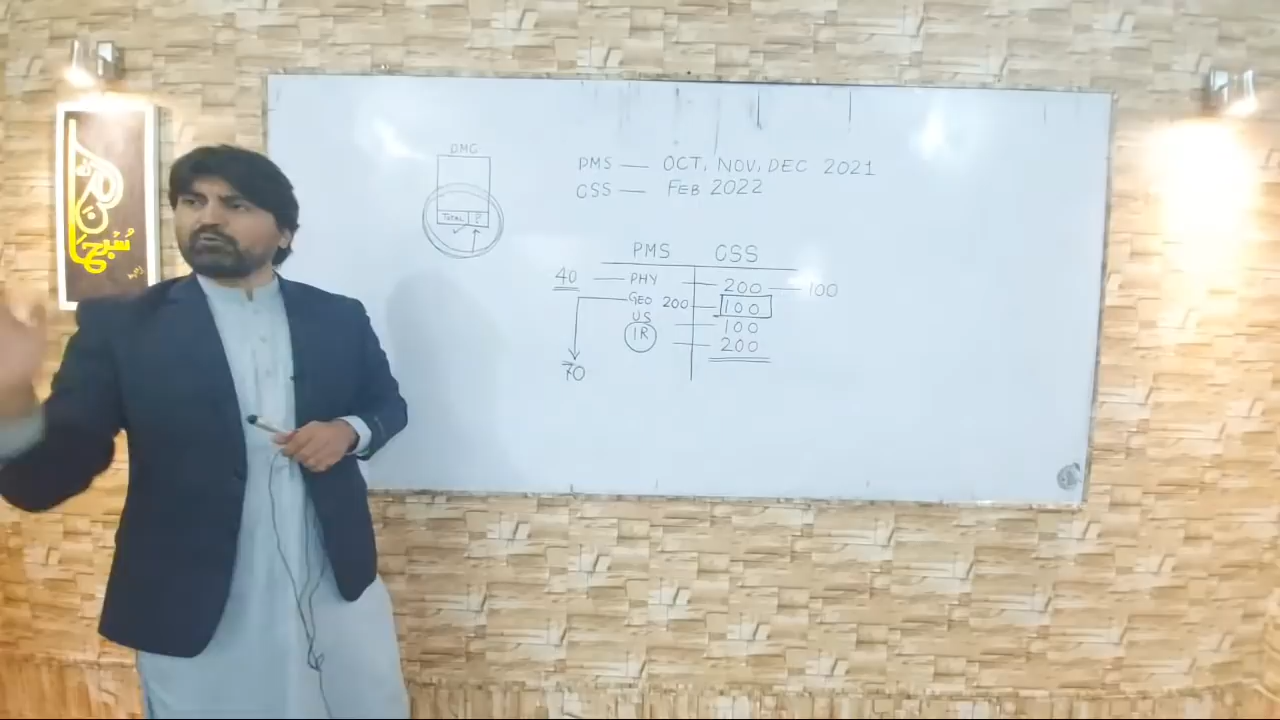 سُبحٰن
DMC
TOTAL ?
PMS — OCT, NOV, DEC 2021
CSS — FEB 2022
PMS CSS
40 — PHY — 200 — 100
GEO 200 — 100
US — 100
IR — 200
70